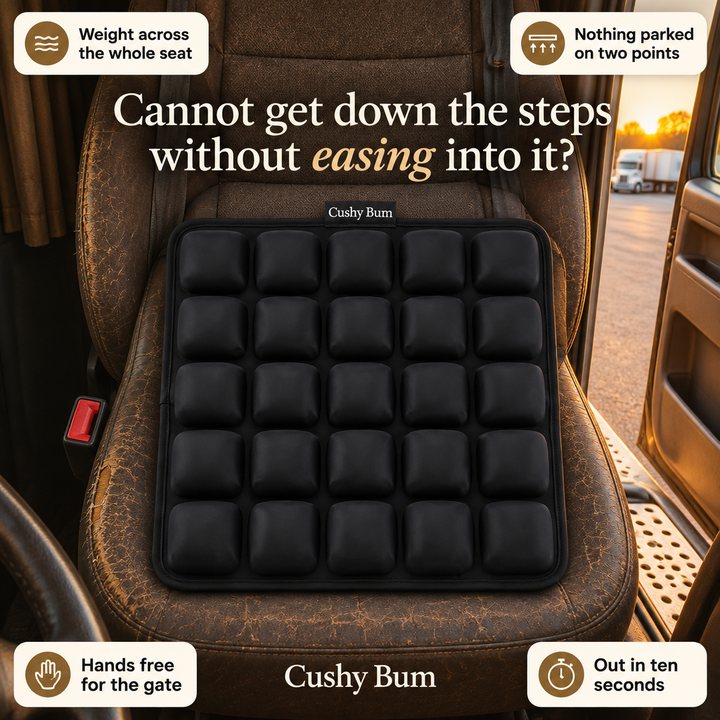 Weight across
the whole seat
Nothing parked
on two points
Cannot get down the steps
without easing into it?
Cushy Bum
Hands free
for the gate
Cushy Bum
Out in ten
seconds